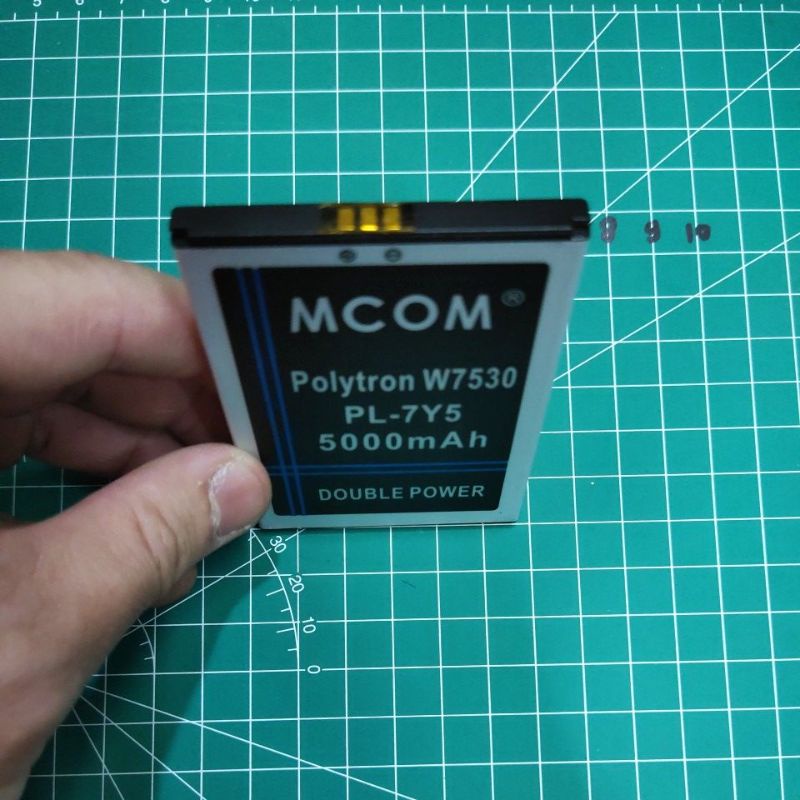 8 9 10
MCOM®
Polytron W7530
PL-7Y5
5000mAh
DOUBLE POWER
30
20
10
0